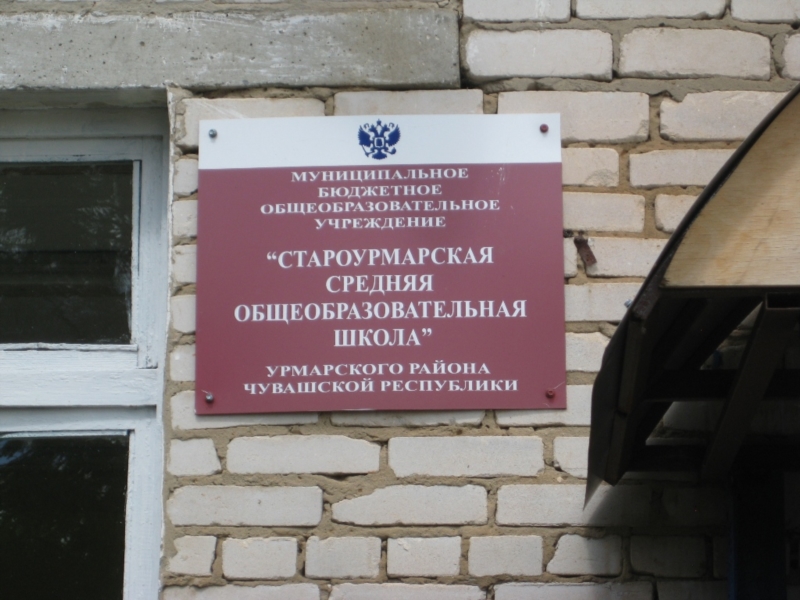 МУНИЦИПАЛЬНОЕ
БЮДЖЕТНОЕ
ОБЩЕОБРАЗОВАТЕЛЬНОЕ
УЧРЕЖДЕНИЕ
“СТАРОУРМАРСКАЯ
СРЕДНЯЯ
ОБЩЕОБРАЗОВАТЕЛЬНАЯ
ШКОЛА”
УРМАРСКОГО РАЙОНА
ЧУВАШСКОЙ РЕСПУБЛИКИ